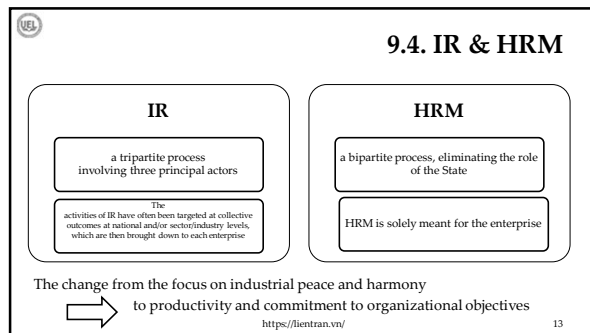 UEL
9.4. IR & HRM
IR
a tripartite process
involving three principal actors
The
activities of IR have often been targeted at collective
outcomes at national and/or sector/industry levels,
which are then brought down to each enterprise
HRM
a bipartite process, eliminating the role
of the State
HRM is solely meant for the enterprise
The change from the focus on industrial peace and harmony
to productivity and commitment to organizational objectives
https://lientran.vn/
13